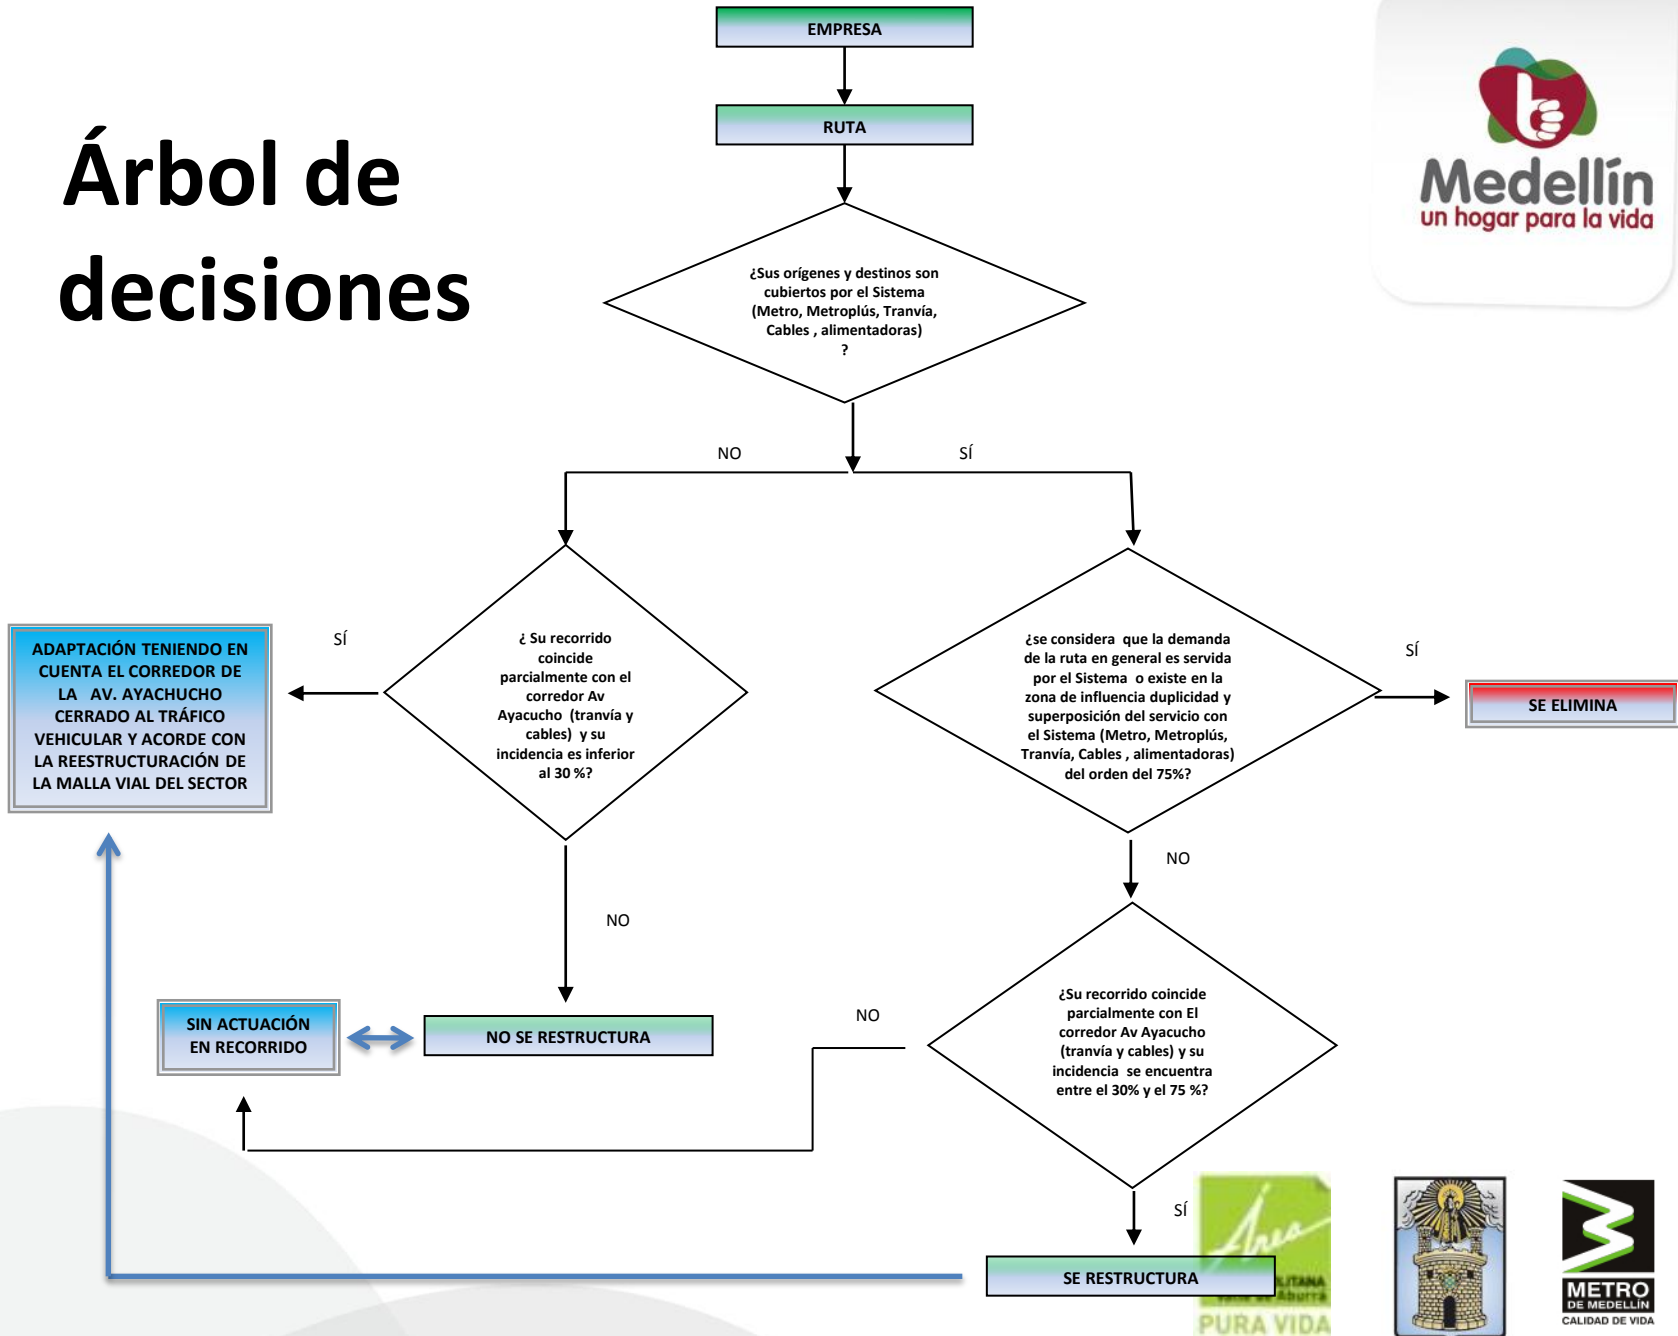 EMPRESA
RUTA
Árbol de
decisiones
Medellín
un hogar para la vida
¿Sus orígenes y destinos son
cubiertos por el Sistema
(Metro, Metroplús, Tranvía,
Cables , alimentadoras)
?
NO
SÍ
SÍ
ADAPTACIÓN TENIENDO EN
CUENTA EL CORREDOR DE
LA AV. AYACHUCHO
CERRADO AL TRÁFICO
VEHICULAR Y ACORDE CON
LA REESTRUCTURACIÓN DE
LA MALLA VIAL DEL SECTOR
¿ Su recorrido
coincide
parcialmente con el
corredor Av
Ayacucho (tranvía y
cables) y su
incidencia es inferior
al 30 %?
¿se considera que la demanda
de la ruta en general es servida
por el Sistema o existe en la
zona de influencia duplicidad y
superposición del servicio con
el Sistema (Metro, Metroplús,
Tranvía, Cables , alimentadoras)
del orden del 75%?
SÍ
SE ELIMINA
NO
NO
SIN ACTUACIÓN
EN RECORRIDO
NO SE RESTRUCTURA
NO
¿Su recorrido coincide
parcialmente con El
corredor Av Ayacucho
(tranvía y cables) y su
incidencia se encuentra
entre el 30% y el 75 %?
SÍ
SE RESTRUCTURA
Área
Valle de Aburrá
PURA VIDA
METRO
DE MEDELLÍN
CALIDAD DE VIDA